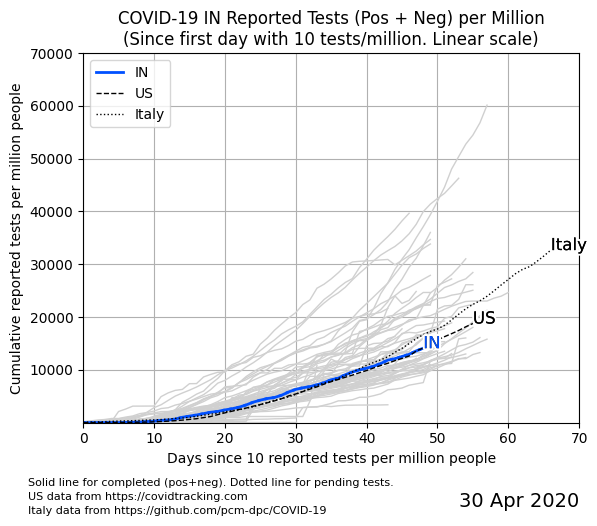 COVID-19 IN Reported Tests (Pos + Neg) per Million
(Since first day with 10 tests/million. Linear scale)
Cumulative reported tests per million people
70000
60000
50000
40000
30000
20000
10000
IN
US
Italy
Italy
US
IN
0
10
20
30
40
50
60
70
Days since 10 reported tests per million people
Solid line for completed (pos+neg). Dotted line for pending tests.
US data from https://covidtracking.com
Italy data from https://github.com/pcm-dpc/COVID-19
30 Apr 2020